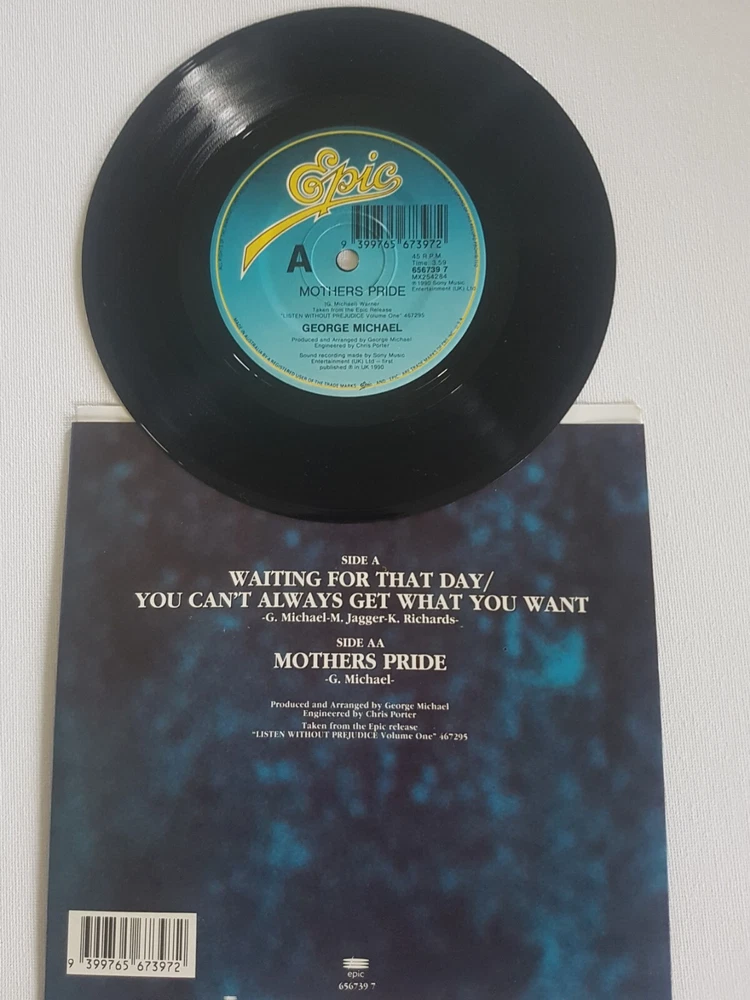 Epic
9 399765 673972
A
45 R.P.M.
Time: 3:59
656739 7
MX254284
℗ 1990 Sony Music
Entertainment (UK) Ltd
MOTHERS PRIDE
(G. Michael) Warner
Taken from the Epic Release
"LISTEN WITHOUT PREJUDICE Volume One" 467295
GEORGE MICHAEL
Produced and Arranged by George Michael
Engineered by Chris Porter
Sound recording made by Sony Music
Entertainment (UK) Ltd – first
published ℗ in UK 1990
SIDE A
WAITING FOR THAT DAY/
YOU CAN'T ALWAYS GET WHAT YOU WANT
-G. Michael-M. Jagger-K. Richards-
SIDE AA
MOTHERS PRIDE
-G. Michael-
Produced and Arranged by George Michael
Engineered by Chris Porter
Taken from the Epic release
"LISTEN WITHOUT PREJUDICE Volume One" 467295
9 399765 673972
epic
656739 7